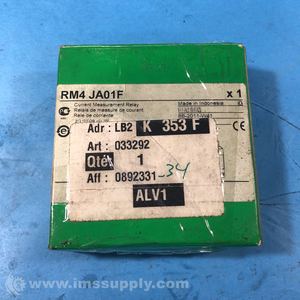 RM4 JA01F
x 1
Current Measurement Relay
Made in Indonesia
Relais de mesure de courant
Rele de corriente
Adr : LB2 K 353 F
Art : 033292
Qté 1
Aff : 0892331-34
ALV1
© www.imssupply.com